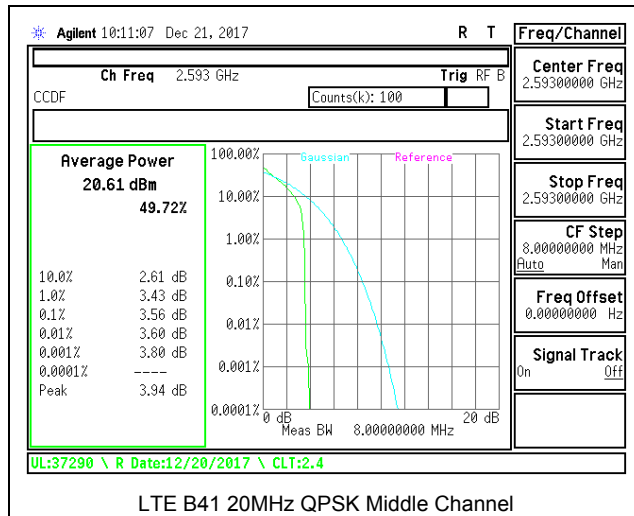 Agilent 10:11:07 Dec 21, 2017 R T
Ch Freq 2.593 GHz Trig RF B
CCDF Counts(k): 100
Average Power
20.61 dBm
49.72%
10.0% 2.61 dB
1.0% 3.43 dB
0.1% 3.56 dB
0.01% 3.60 dB
0.001% 3.80 dB
0.0001% ----
Peak 3.94 dB
Gaussian Reference
100.00%
10.00%
1.00%
0.10%
0.01%
0.001%
0.0001%
0 dB 20 dB
Meas BW 8.00000000 MHz
Freq/Channel
Center Freq
2.59300000 GHz
Start Freq
2.59300000 GHz
Stop Freq
2.59300000 GHz
CF Step
8.00000000 MHz
Auto Man
Freq Offset
0.00000000 Hz
Signal Track
On Off
UL:37290 \ R Date:12/20/2017 \ CLT:2.4
LTE B41 20MHz QPSK Middle Channel